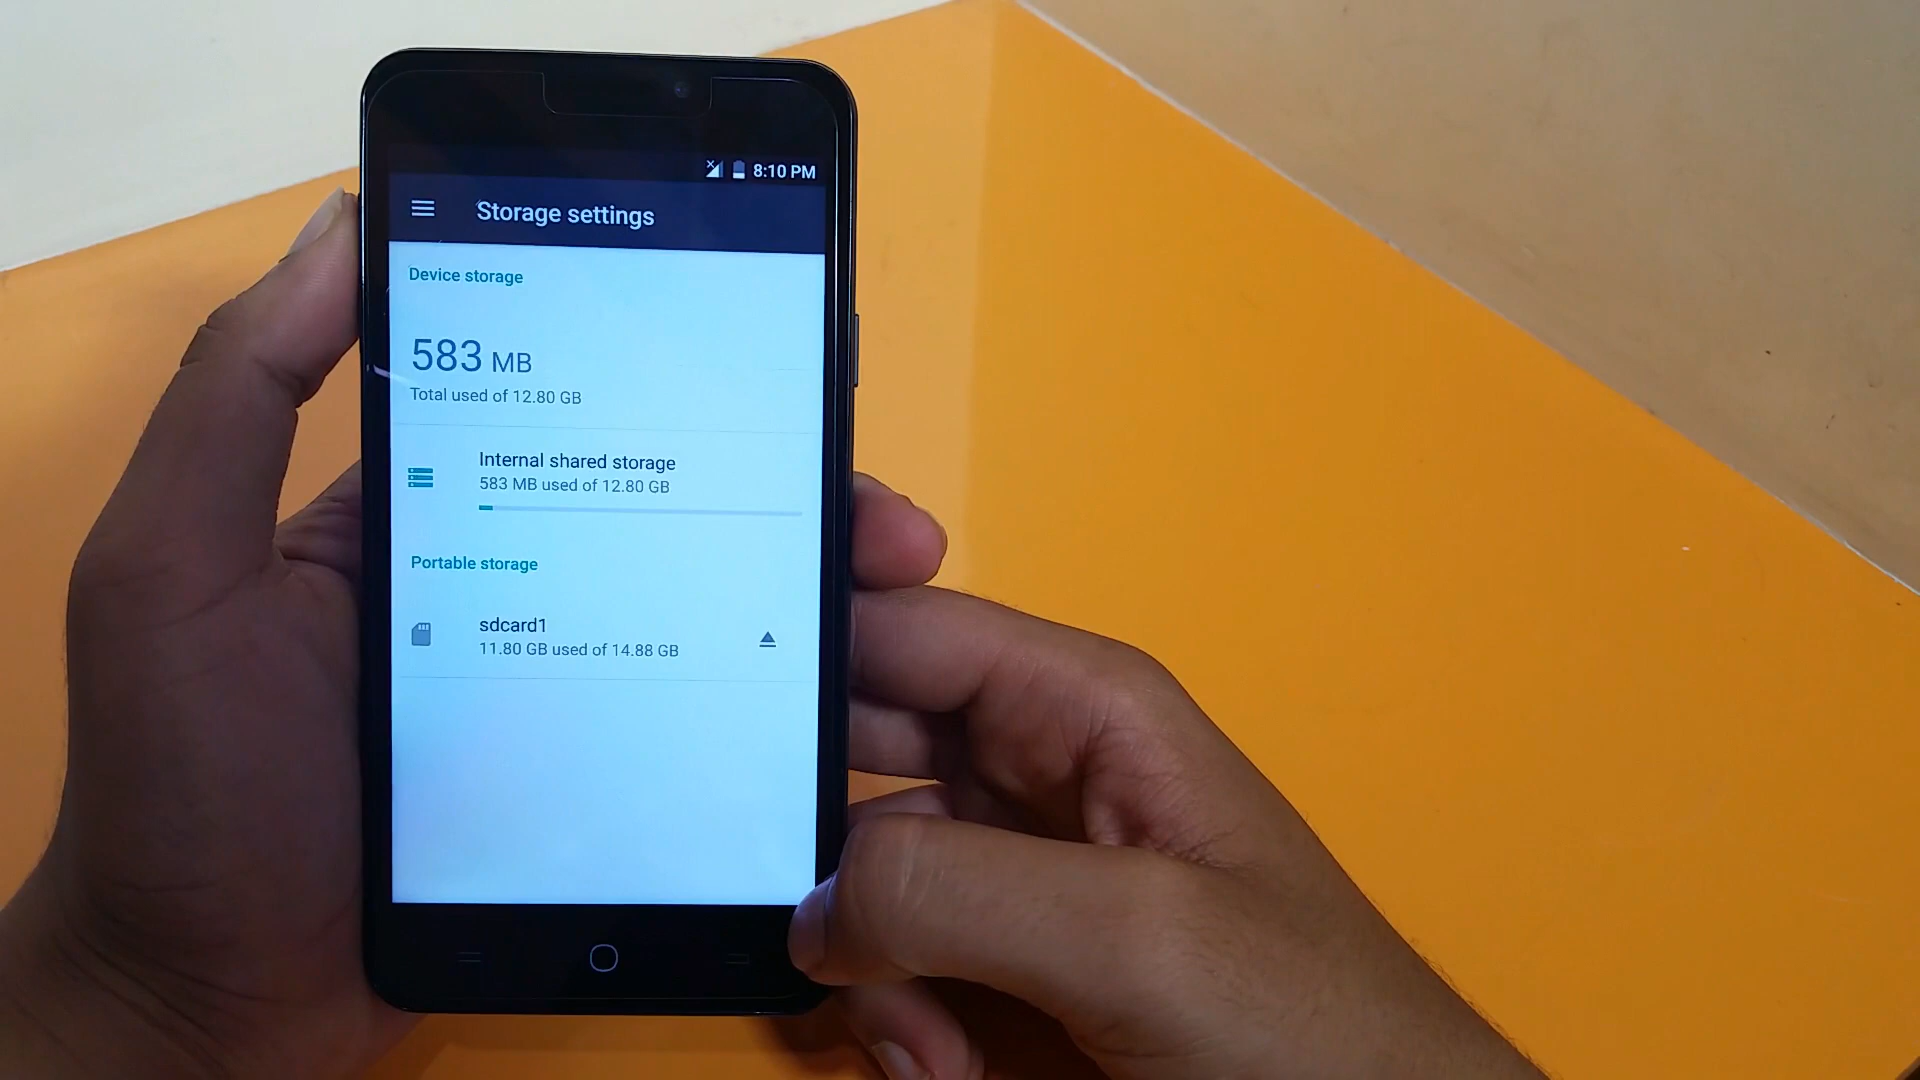 8:10 PM
Storage settings
Device storage
583 MB
Total used of 12.80 GB
Internal shared storage
583 MB used of 12.80 GB
Portable storage
sdcard1
11.80 GB used of 14.88 GB